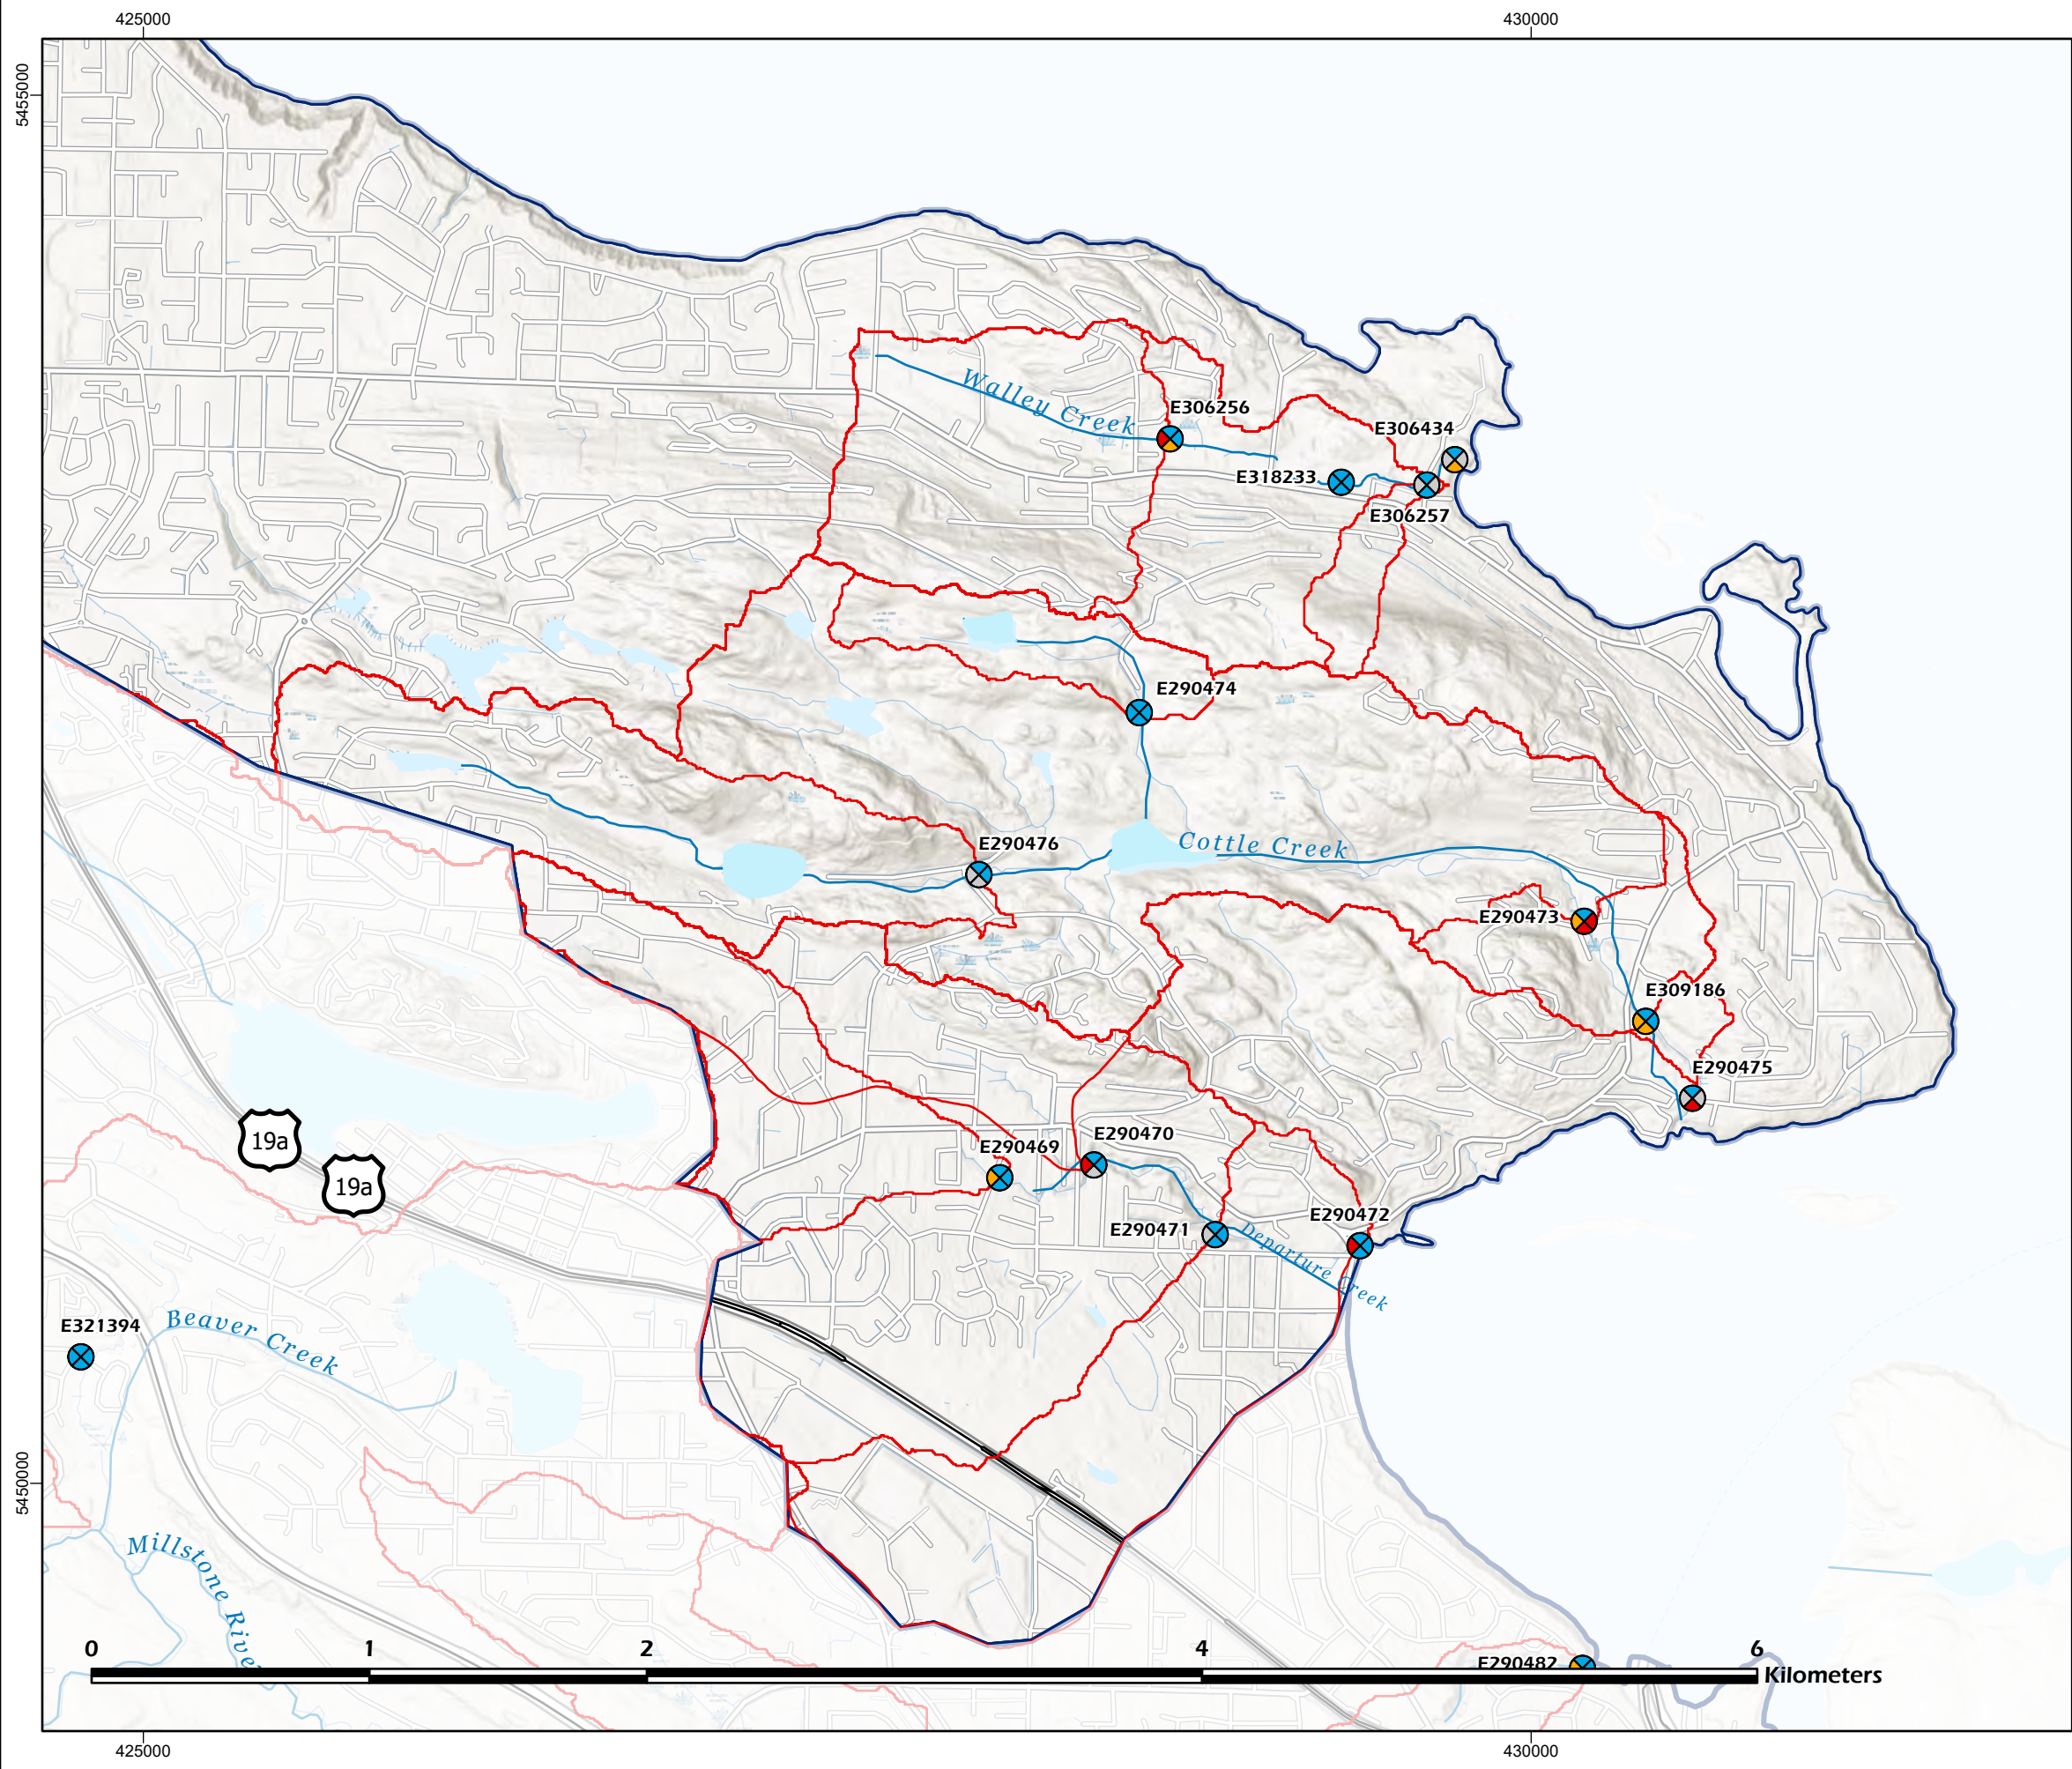 425000
430000
5455000
Walley Creek
E306256
E306434
E318233
E306257
E290474
E290476
Cottle Creek
E290473
E309186
E290475
19a
19a
E290469
E290470
E290471
E290472
Departure Creek
E321394
Beaver Creek
5450000
Millstone River
E290482
0
1
2
4
6
Kilometers
425000
430000